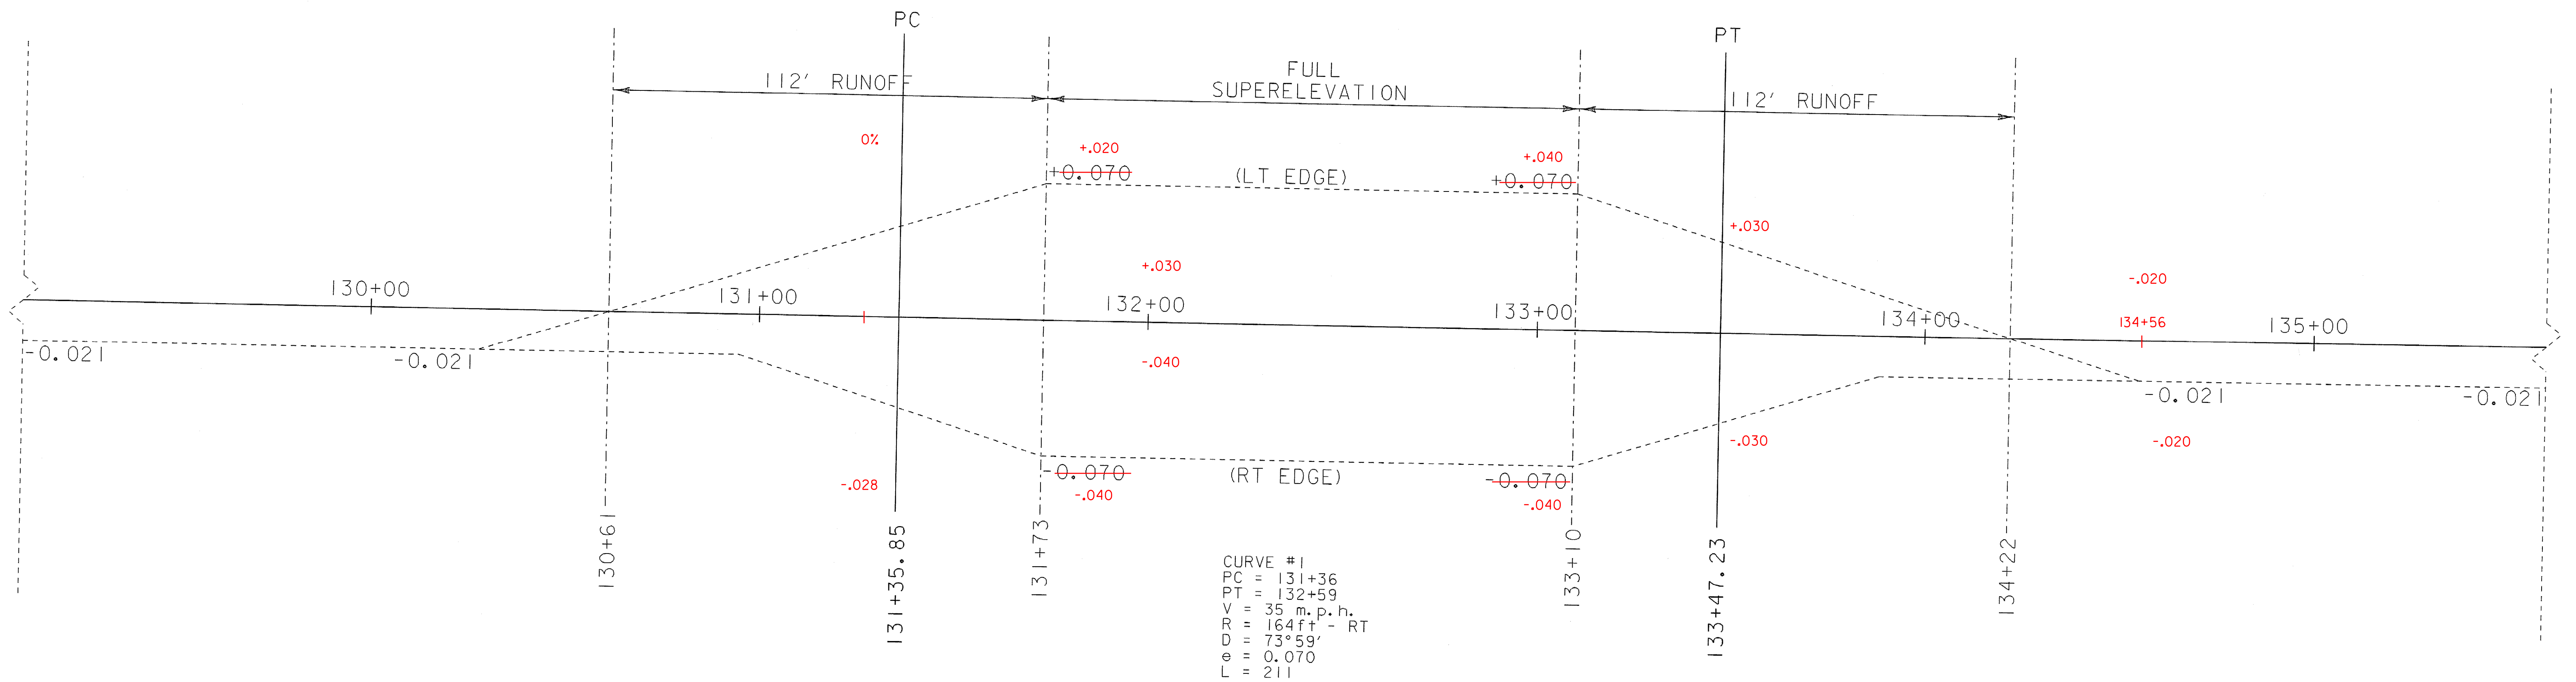 PC
PT
112' RUNOFF
FULL
SUPERELEVATION
112' RUNOFF
0%
+.020
+0.070
(LT EDGE)
+.040
+0.070
+.030
+.030
-.020
130+00
131+00
132+00
133+00
134+00
134+56
135+00
-0.021
-0.021
-.040
-0.021
-0.021
-.030
-.020
-0.070
-.040
(RT EDGE)
-0.070
-.040
-.028
130+61
131+35.85
131+73
133+10
133+47.23
134+22
CURVE #1
PC = 131+36
PT = 132+59
V = 35 m.p.h.
R = 164ft - RT
D = 73°59'
e = 0.070
L = 211